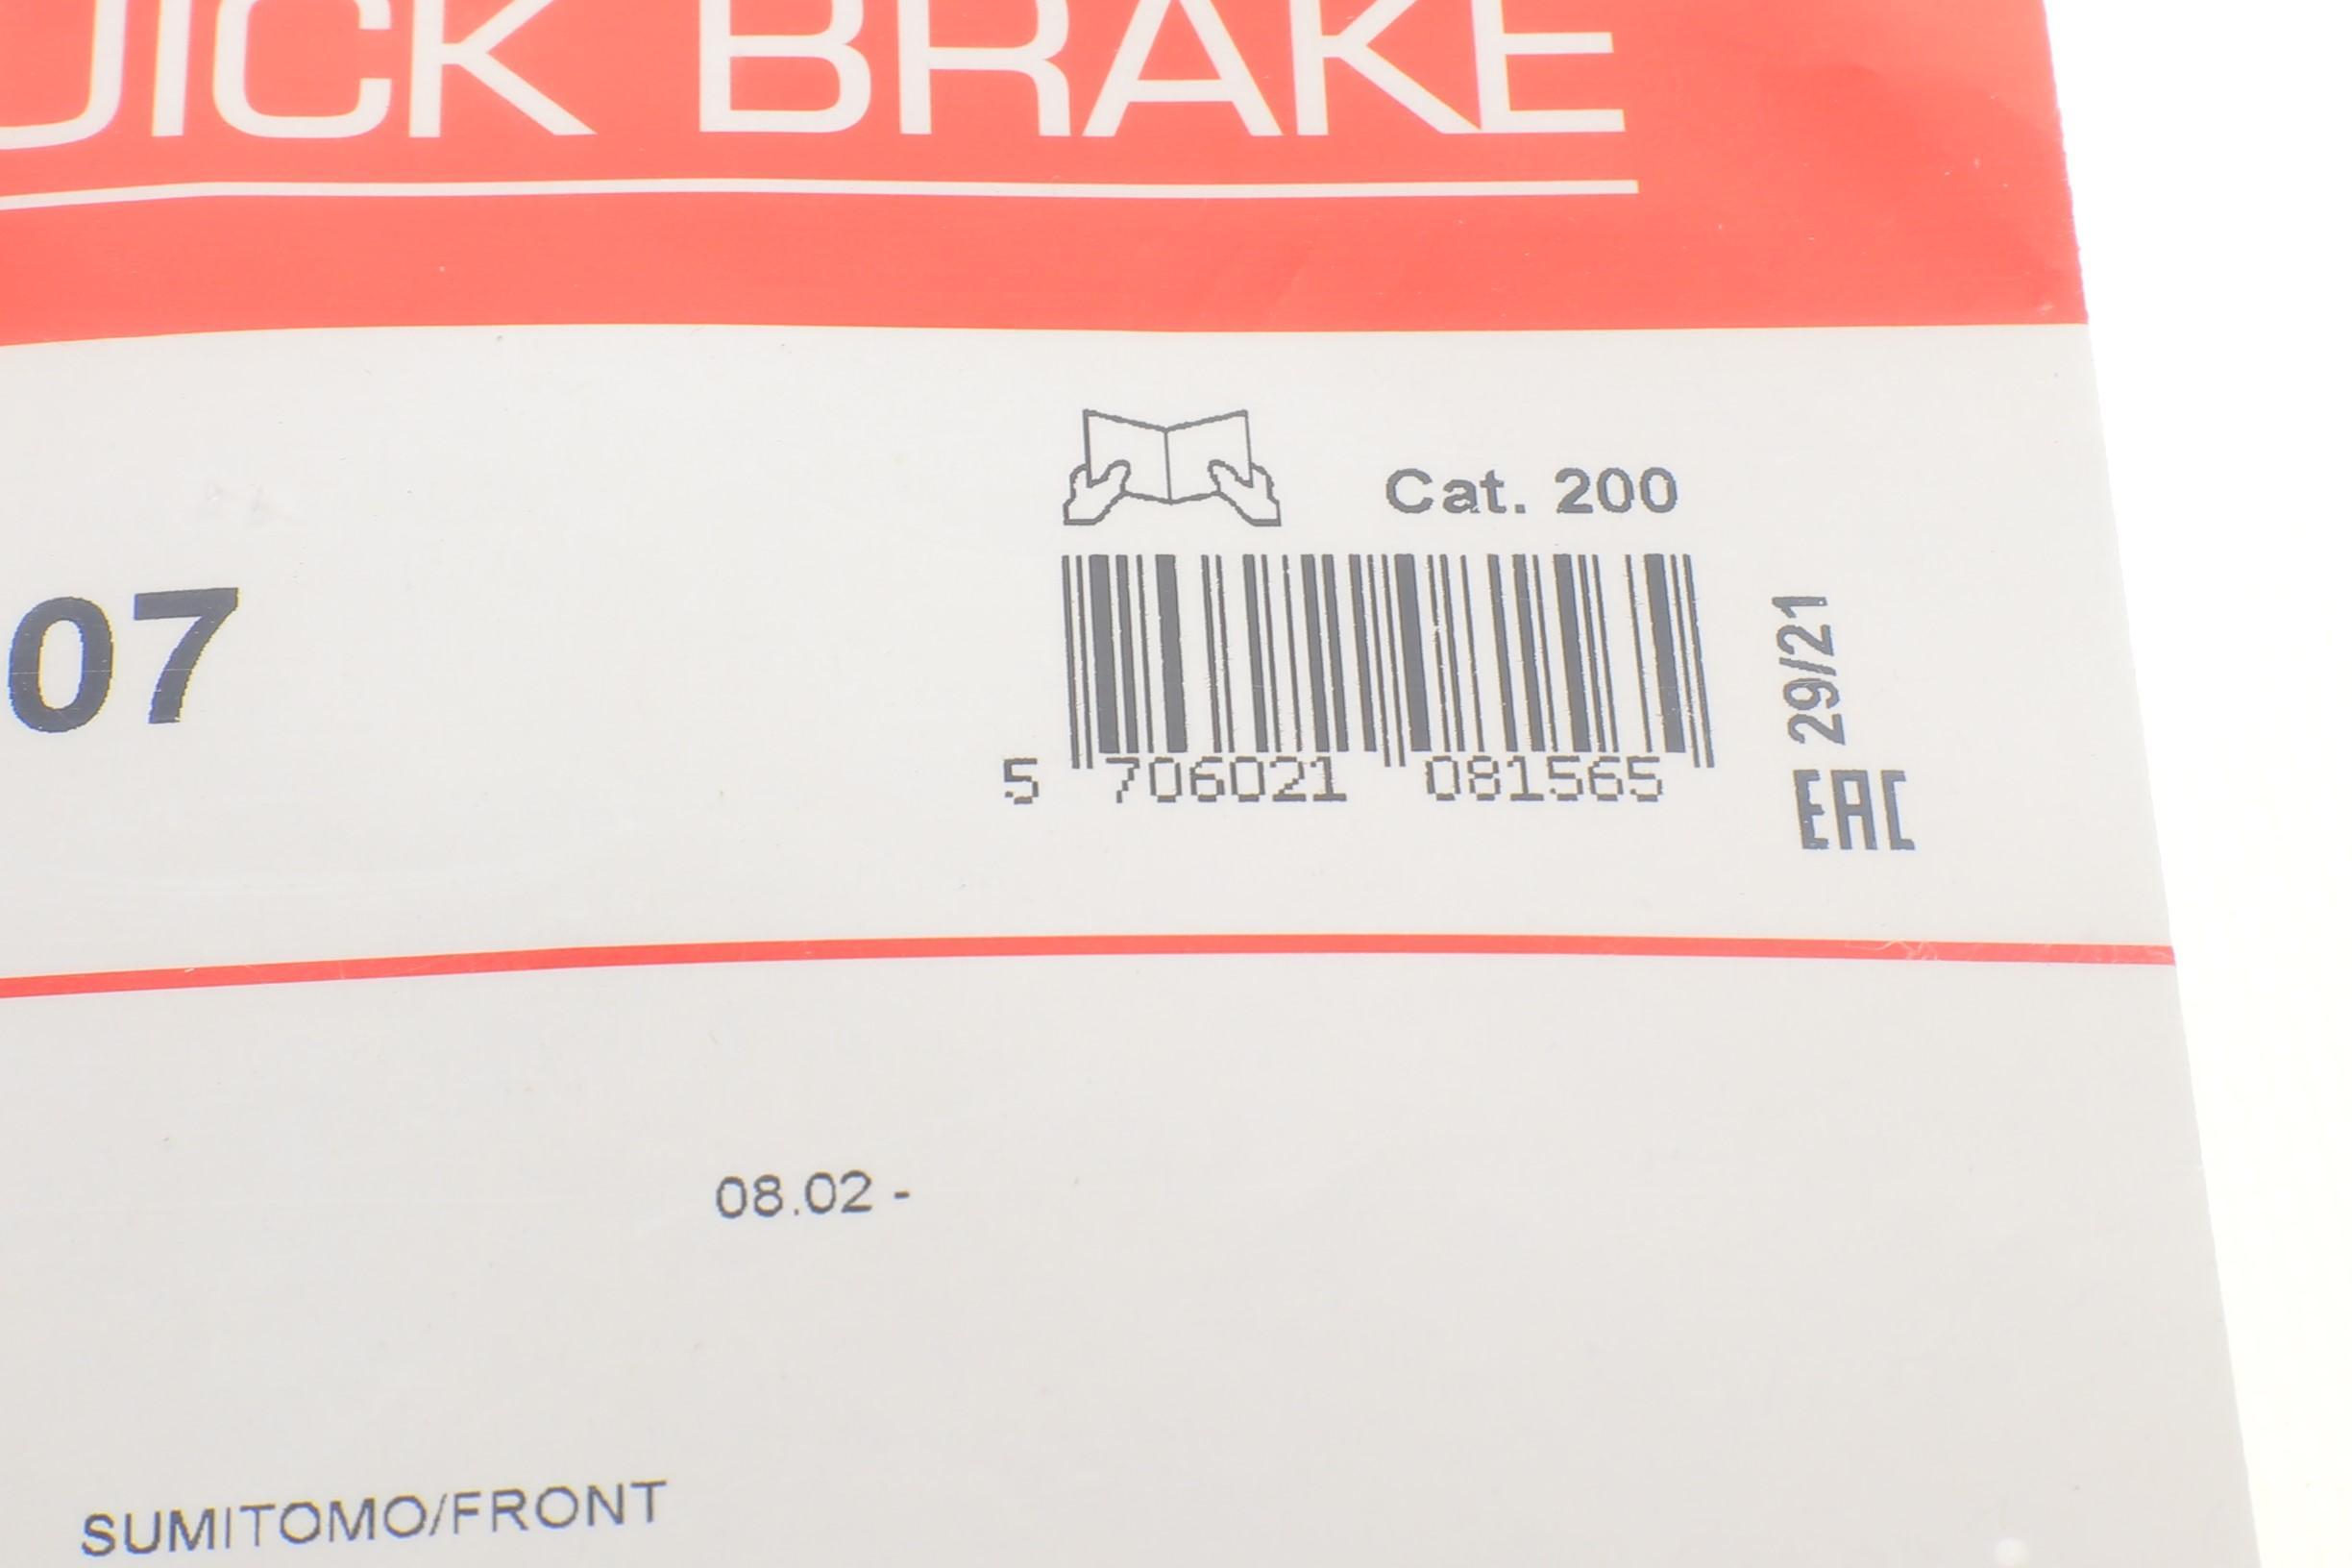 UICK BRAKE
Cat. 200
07
29/21
5 706021 081565
EAC
08.02 -
SUMITOMO/FRONT